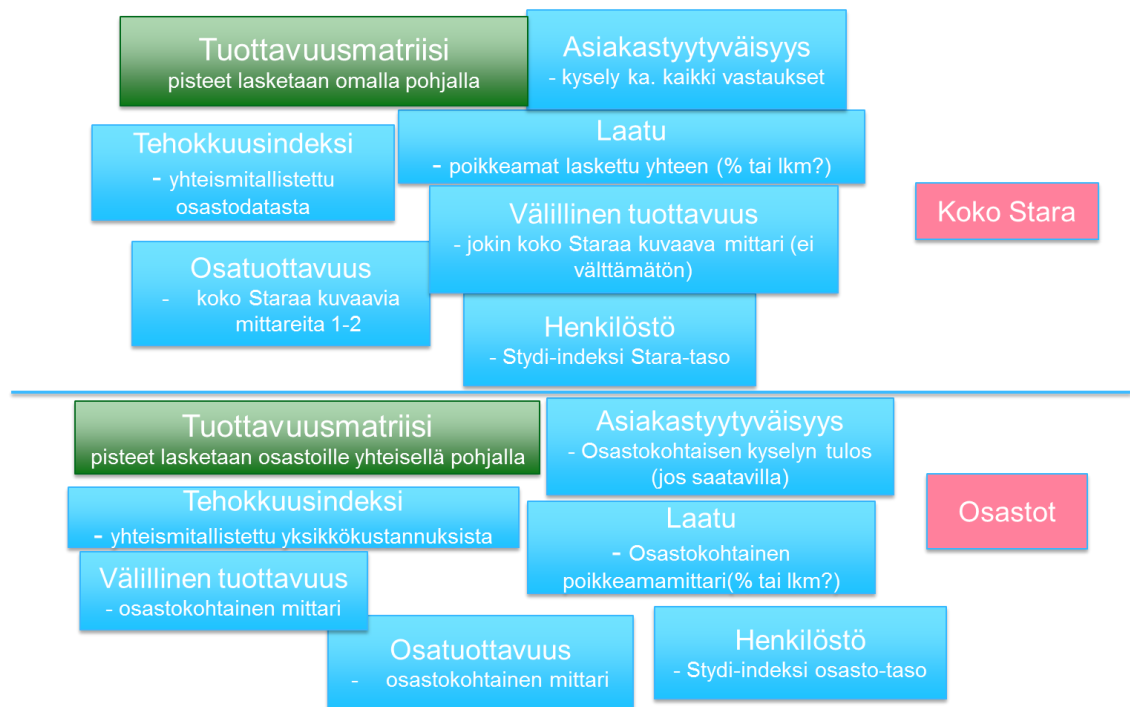 Tuottavuusmatriisi
pisteet lasketaan omalla pohjalla
Asiakastyytyväisyys
- kysely ka. kaikki vastaukset
Tehokkuusindeksi
- yhteismitallistettu
osastodatasta
Laatu
- poikkeamat laskettu yhteen (% tai lkm?)
Välillinen tuottavuus
- jokin koko Staraa kuvaava mittari (ei
välttämätön)
Koko Stara
Osatuottavuus
- koko Staraa kuvaavia
mittareita 1-2
Henkilöstö
- Stydi-indeksi Stara-taso
Tuottavuusmatriisi
pisteet lasketaan osastoille yhteisellä pohjalla
Asiakastyytyväisyys
- Osastokohtaisen kyselyn tulos
(jos saatavilla)
Tehokkuusindeksi
- yhteismitallistettu yksikkökustannuksista
Laatu
- Osastokohtainen
poikkeamamittari(% tai lkm?)
Osastot
Välillinen tuottavuus
- osastokohtainen mittari
Osatuottavuus
- osastokohtainen mittari
Henkilöstö
- Stydi-indeksi osasto-taso